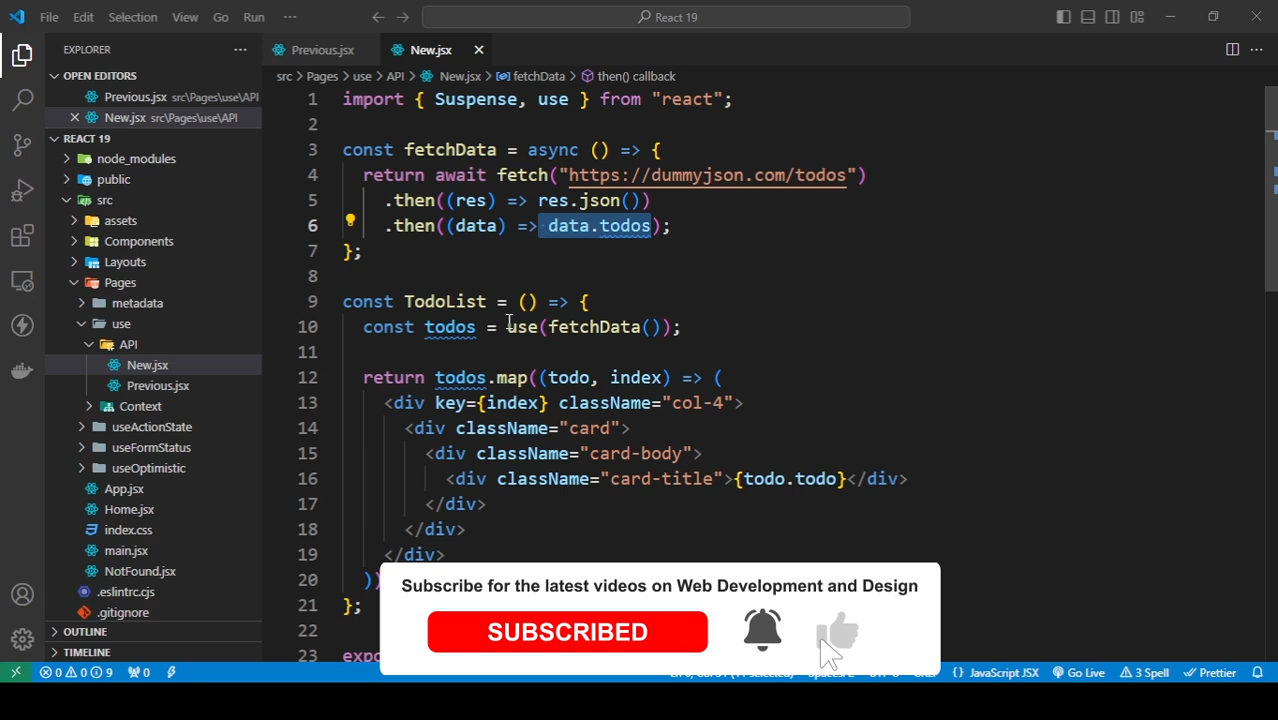 File Edit Selection View Go Run ··· React 19
EXPLORER ···
OPEN EDITORS
Previous.jsx src\Pages\use\API
New.jsx src\Pages\use\API
REACT 19
node_modules
public
src
assets
Components
Layouts
Pages
metadata
use
API
New.jsx
Previous.jsx
Context
useActionState
useFormStatus
useOptimistic
App.jsx
Home.jsx
index.css
main.jsx
NotFound.jsx
.eslintrc.cjs
.gitignore
OUTLINE
TIMELINE
Previous.jsx New.jsx
src > Pages > use > API > New.jsx > fetchData > then() callback
1 import { Suspense, use } from "react";
2
3 const fetchData = async () => {
4 return await fetch("https://dummyjson.com/todos")
5 .then((res) => res.json())
6 .then((data) => data.todos);
7 };
8
9 const TodoList = () => {
10 const todos = use(fetchData());
11
12 return todos.map((todo, index) => (
13 <div key={index} className="col-4">
14 <div className="card">
15 <div className="card-body">
16 <div className="card-title">{todo.todo}</div>
17 </div>
18 </div>
19 </div>
20 ))
21 };
22
23
Subscribe for the latest videos on Web Development and Design
SUBSCRIBED
0 0 9 0 JavaScript JSX Go Live 3 Spell Prettier